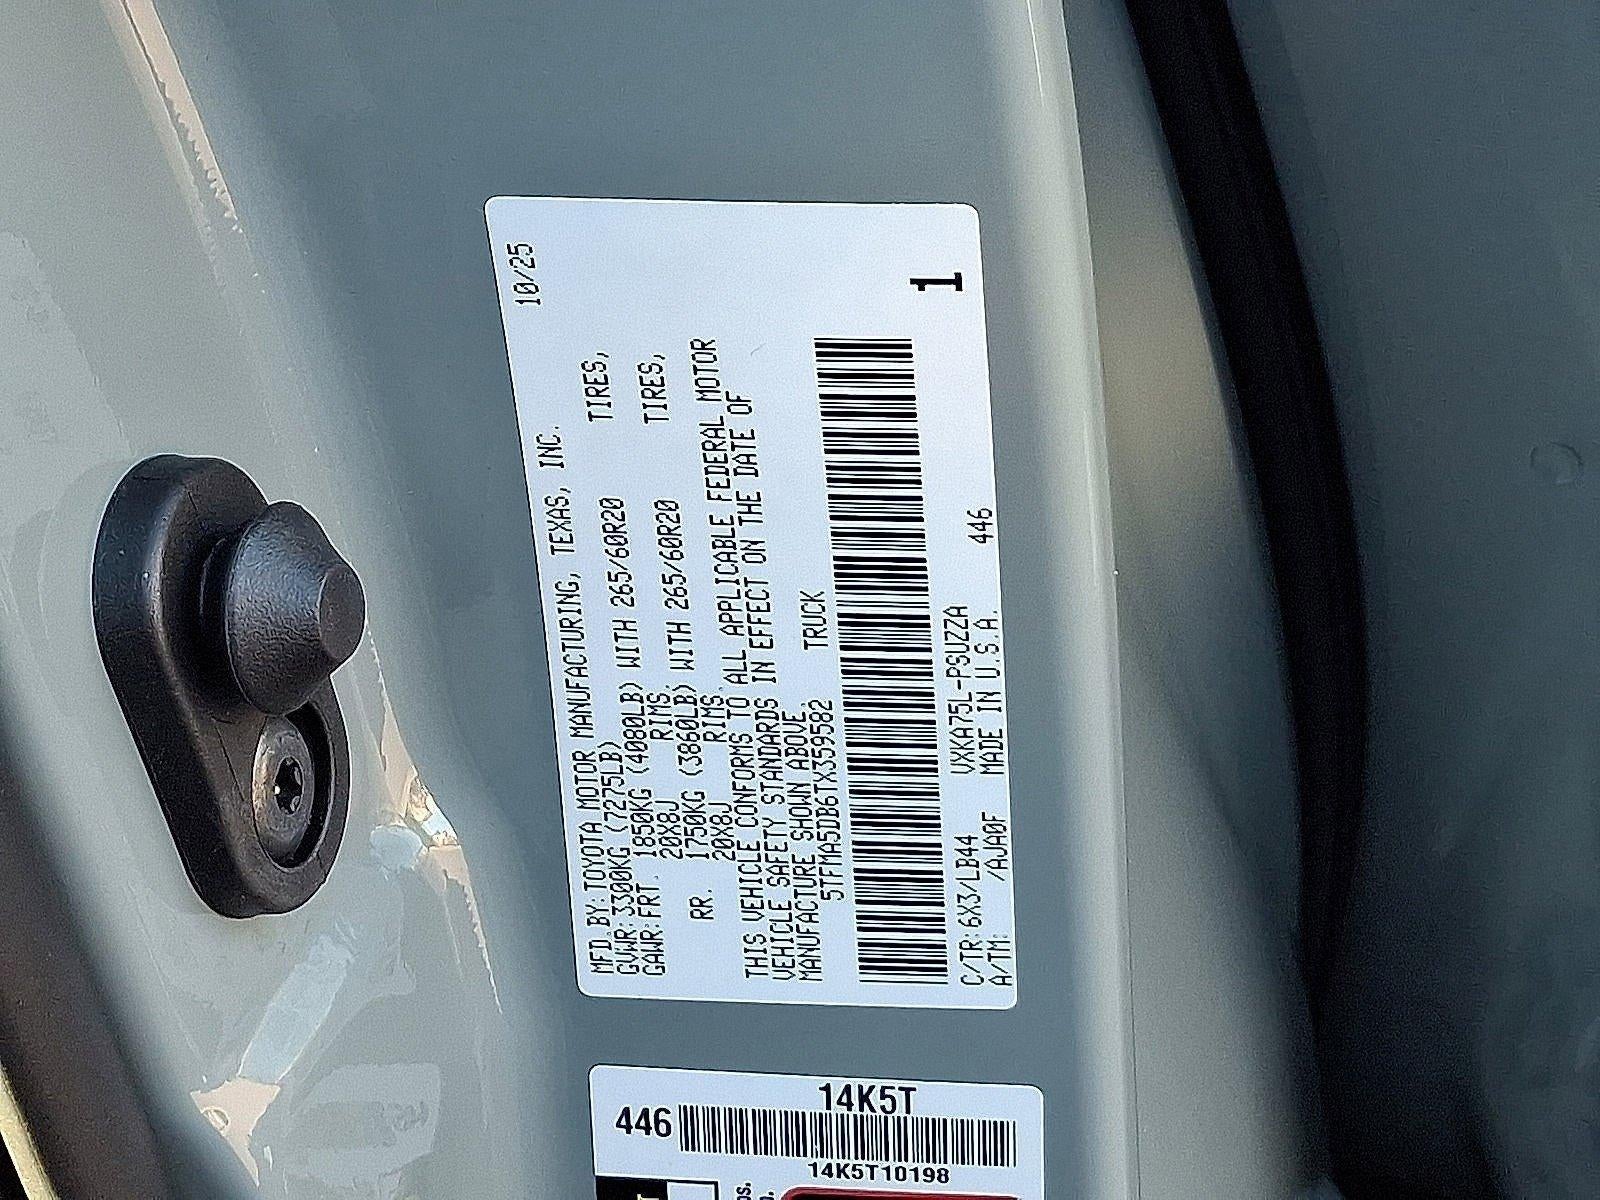 10/25
MFD.BY:TOYOTA MOTOR MANUFACTURING, TEXAS, INC.
GVWR:3300KG (7275LB)
GAWR:FRT. 1850KG (4080LB) WITH 265/60R20 TIRES,
20X8J RIMS.
RR. 1750KG (3860LB) WITH 265/60R20 TIRES,
20X8J RIMS.
THIS VEHICLE CONFORMS TO ALL APPLICABLE FEDERAL MOTOR
VEHICLE SAFETY STANDARDS IN EFFECT ON THE DATE OF
MANUFACTURE SHOWN ABOVE.
5TFMA5DB6TX359582 TRUCK
1
C/TR:6X3/LB44 VXKA75L-PSUZZA
A/TM: /AJA0F MADE IN U.S.A. 446
446
14K5T
14K5T10198